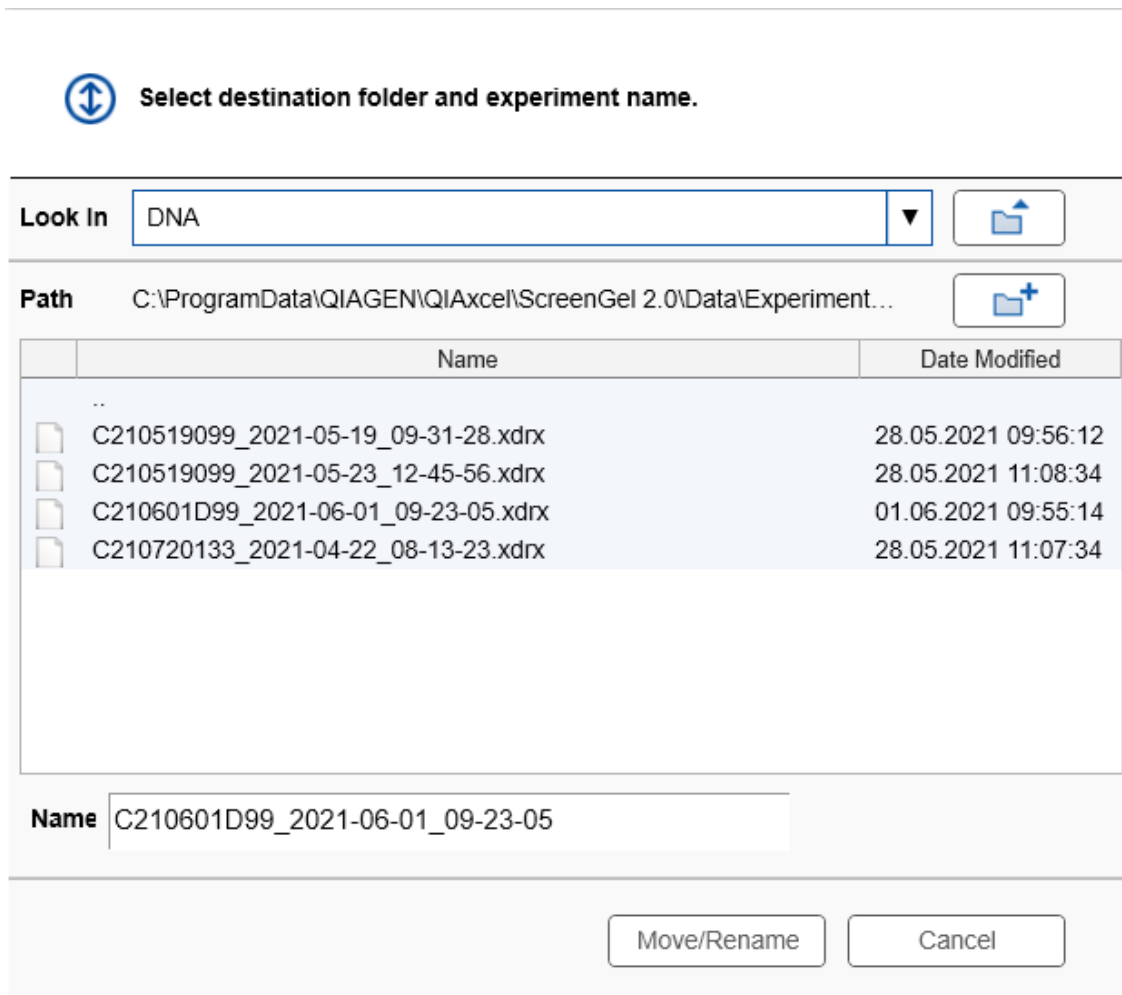 Select destination folder and experiment name.
Look In DNA
Path C:\ProgramData\QIAGEN\QIAxcel\ScreenGel 2.0\Data\Experiment...
Name Date Modified
..
C210519099_2021-05-19_09-31-28.xdrx 28.05.2021 09:56:12
C210519099_2021-05-23_12-45-56.xdrx 28.05.2021 11:08:34
C210601D99_2021-06-01_09-23-05.xdrx 01.06.2021 09:55:14
C210720133_2021-04-22_08-13-23.xdrx 28.05.2021 11:07:34
Name C210601D99_2021-06-01_09-23-05
Move/Rename Cancel